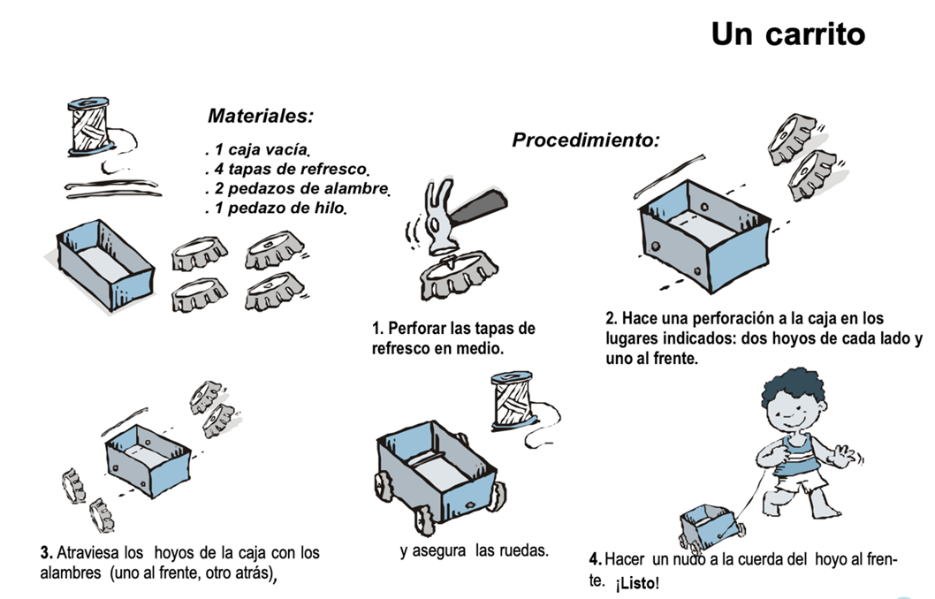 Un carrito
Materiales:
. 1 caja vacía.
. 4 tapas de refresco.
. 2 pedazos de alambre.
. 1 pedazo de hilo.
Procedimiento:
1. Perforar las tapas de
refresco en medio.
2. Hace una perforación a la caja en los
lugares indicados: dos hoyos de cada lado y
uno al frente.
3. Atraviesa los hoyos de la caja con los
alambres (uno al frente, otro atrás),
y asegura las ruedas.
4. Hacer un nudo a la cuerda del hoyo al fren-
te. ¡Listo!